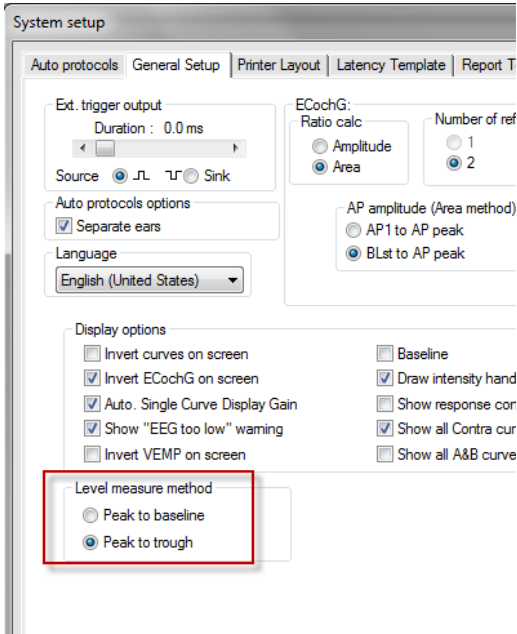 System setup
Auto protocols General Setup Printer Layout Latency Template Report T
Ext. trigger output
Duration : 0.0 ms
Source Sink
Auto protocols options
Separate ears
Language
English (United States)
ECochG:
Ratio calc
Amplitude
Area
Number of ref
1
2
AP amplitude (Area method)
AP1 to AP peak
BLst to AP peak
Display options
Invert curves on screen
Invert ECochG on screen
Auto. Single Curve Display Gain
Show "EEG too low" warning
Invert VEMP on screen
Baseline
Draw intensity hand
Show response con
Show all Contra cur
Show all A&B curve
Level measure method
Peak to baseline
Peak to trough